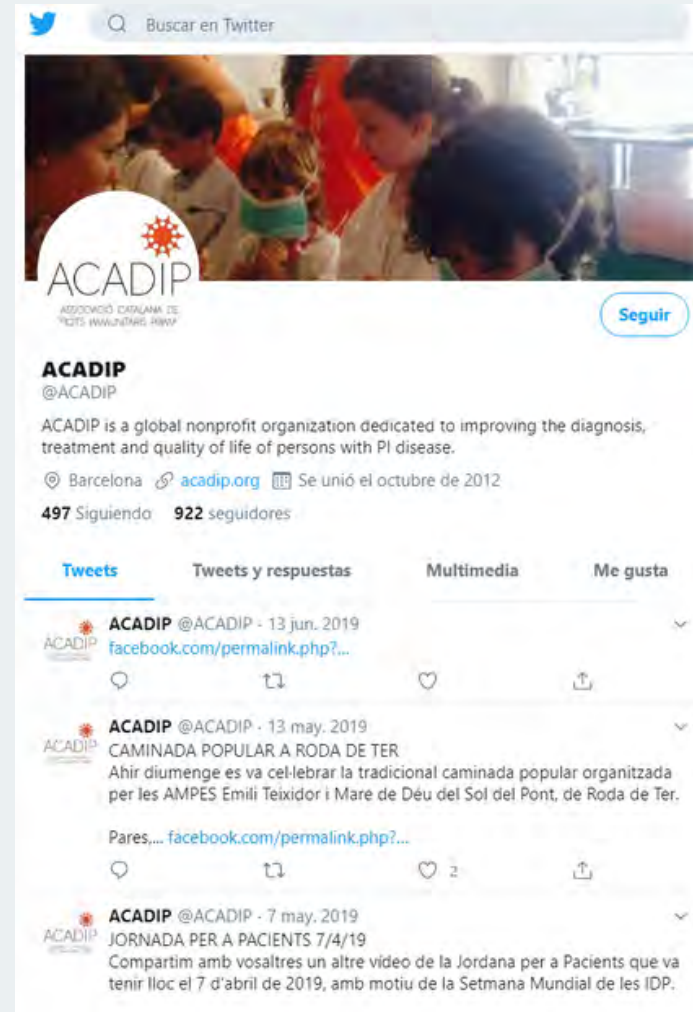 Buscar en Twitter
ACADIP
ASSOCIACIÓ CATALANA DE
IMMUNITARIS
Seguir
ACADIP
@ACADIP
ACADIP is a global nonprofit organization dedicated to improving the diagnosis,
treatment and quality of life of persons with PI disease.
Barcelona acadip.org Se unió el octubre de 2012
497 Siguiendo 922 seguidores
Tweets Tweets y respuestas Multimedia Me gusta
ACADIP @ACADIP · 13 jun. 2019
ACADIP
facebook.com/permalink.php?...
ACADIP @ACADIP · 13 may. 2019
ACADIP
CAMINADA POPULAR A RODA DE TER
Ahir diumenge es va cel·lebrar la tradicional caminada popular organitzada
per les AMPES Emili Teixidor i Mare de Déu del Sol del Pont, de Roda de Ter.
Pares,... facebook.com/permalink.php?...
2
ACADIP @ACADIP · 7 may. 2019
ACADIP
JORNADA PER A PACIENTS 7/4/19
Compartim amb vosaltres un altre vídeo de la Jordana per a Pacients que va
tenir lloc el 7 d'abril de 2019, amb motiu de la Setmana Mundial de les IDP.